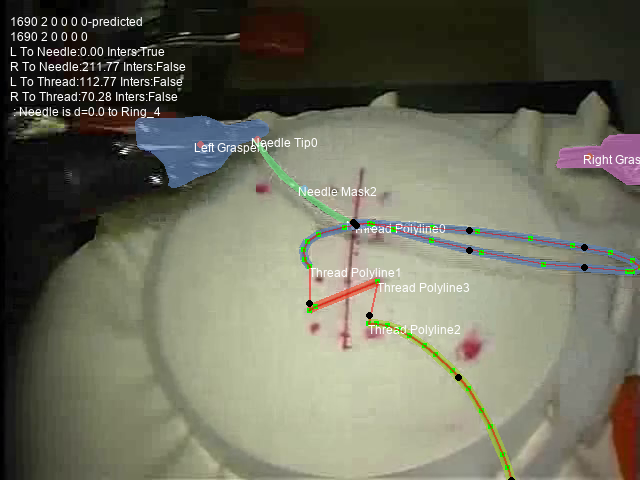 1690 2 0 0 0 0-predicted
1690 2 0 0 0 0
L To Needle:0.00 Inters:True
R To Needle:211.77 Inters:False
L To Thread:112.77 Inters:False
R To Thread:70.28 Inters:False
: Needle is d=0.0 to Ring_4
Needle Tip0
Left Grasper
Right Gras
Needle Mask2
Thread Polyline0
Thread Polyline1
Thread Polyline3
Thread Polyline2